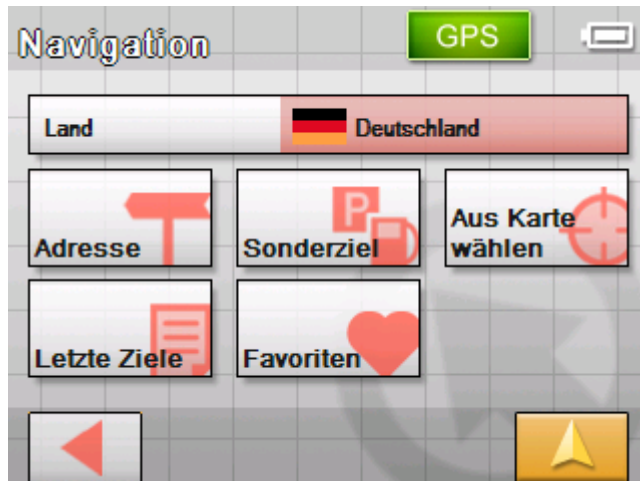 Navigation
GPS
Land
Deutschland
Adresse
P
Sonderziel
Aus Karte
wählen
Letzte Ziele
Favoriten